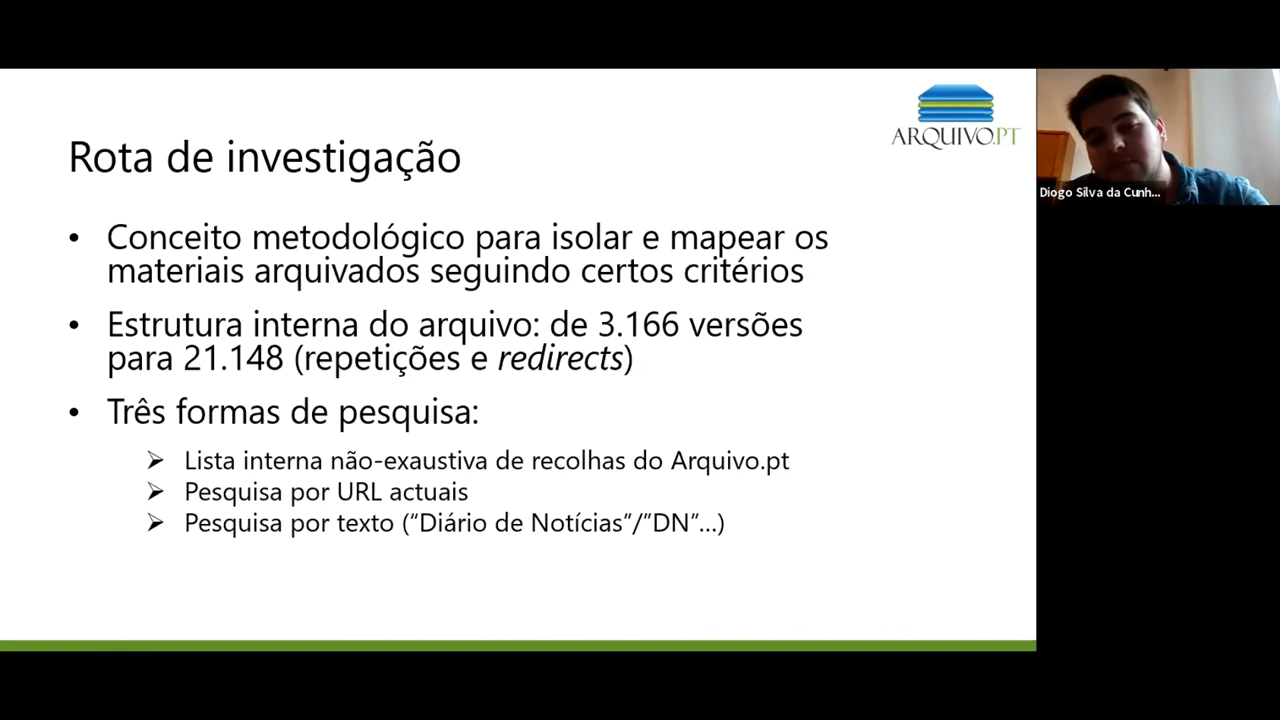 ARQUIVO.PT
Rota de investigação
• Conceito metodológico para isolar e mapear os
materiais arquivados seguindo certos critérios
• Estrutura interna do arquivo: de 3.166 versões
para 21.148 (repetições e redirects)
• Três formas de pesquisa:
➢ Lista interna não-exaustiva de recolhas do Arquivo.pt
➢ Pesquisa por URL actuais
➢ Pesquisa por texto (“Diário de Notícias”/”DN”...)
Diogo Silva da Cunh...